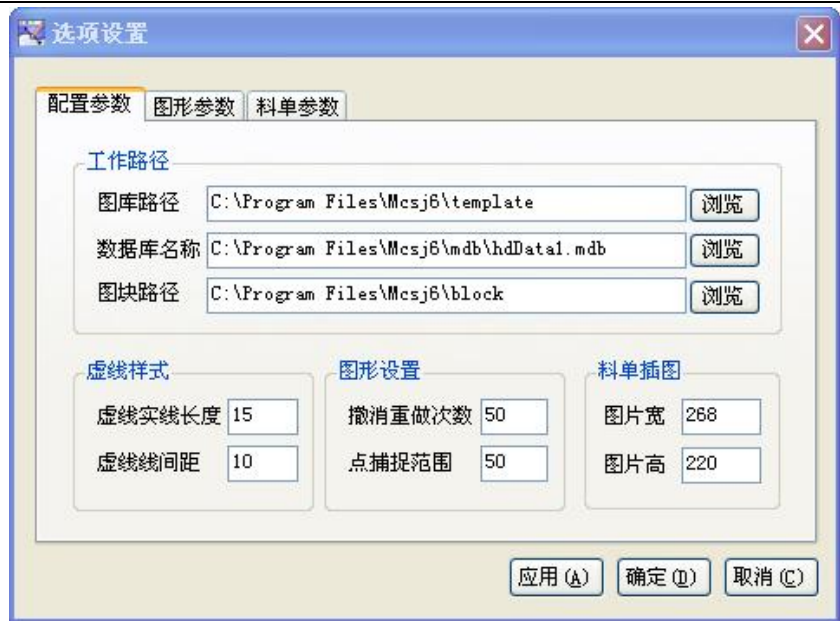 选项设置
配置参数 图形参数 料单参数
工作路径
图库路径 C:\Program Files\Mcsj6\template 浏览
数据库名称 C:\Program Files\Mcsj6\mdb\hdData1.mdb 浏览
图块路径 C:\Program Files\Mcsj6\block 浏览
虚线样式 图形设置 料单插图
虚线实线长度 15 撤消重做次数 50 图片宽 268
虚线线间距 10 点捕捉范围 50 图片高 220
应用(A) 确定(D) 取消(C)